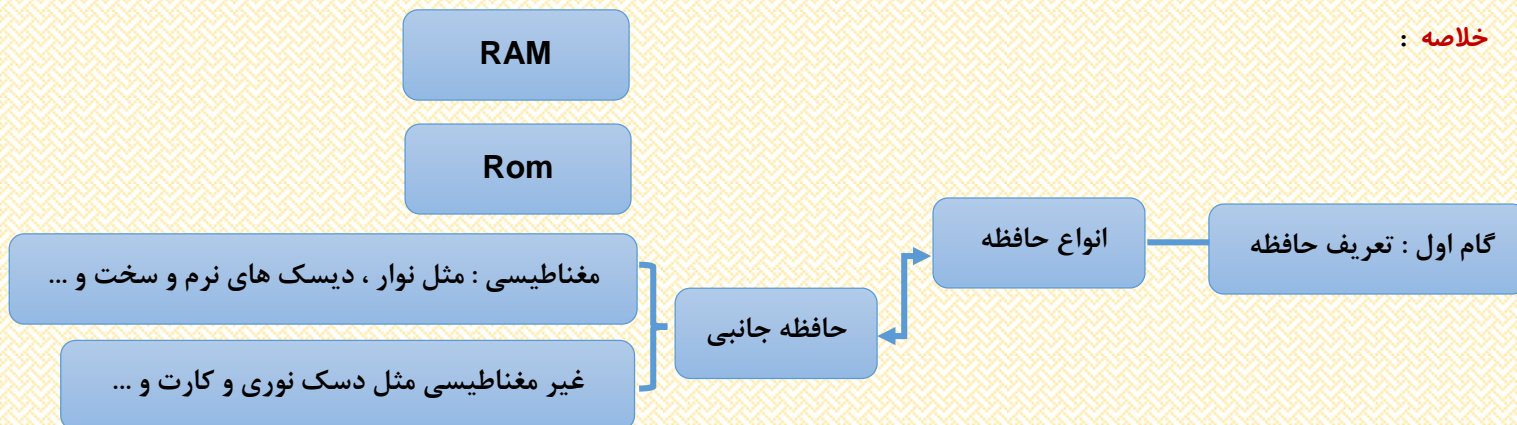 خلاصه :
RAM
Rom
گام اول : تعریف حافظه
انواع حافظه
حافظه جانبی
مغناطیسی : مثل نوار ، دیسک های نرم و سخت و ...
غیر مغناطیسی مثل دسک نوری و کارت و ...